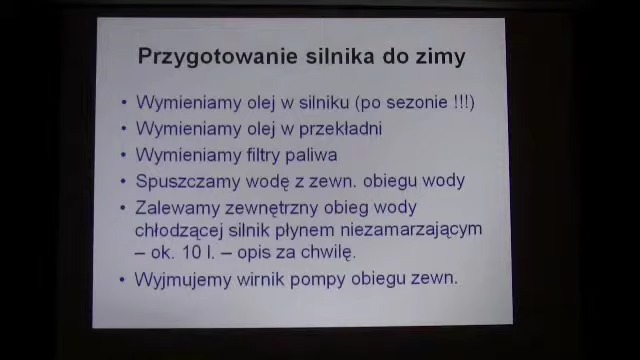 Przygotowanie silnika do zimy
• Wymieniamy olej w silniku (po sezonie !!!)
• Wymieniamy olej w przekładni
• Wymieniamy filtry paliwa
• Spuszczamy wodę z zewn. obiegu wody
• Zalewamy zewnętrzny obieg wody
chłodzącej silnik płynem niezamarzającym
– ok. 10 l. – opis za chwilę.
• Wyjmujemy wirnik pompy obiegu zewn.